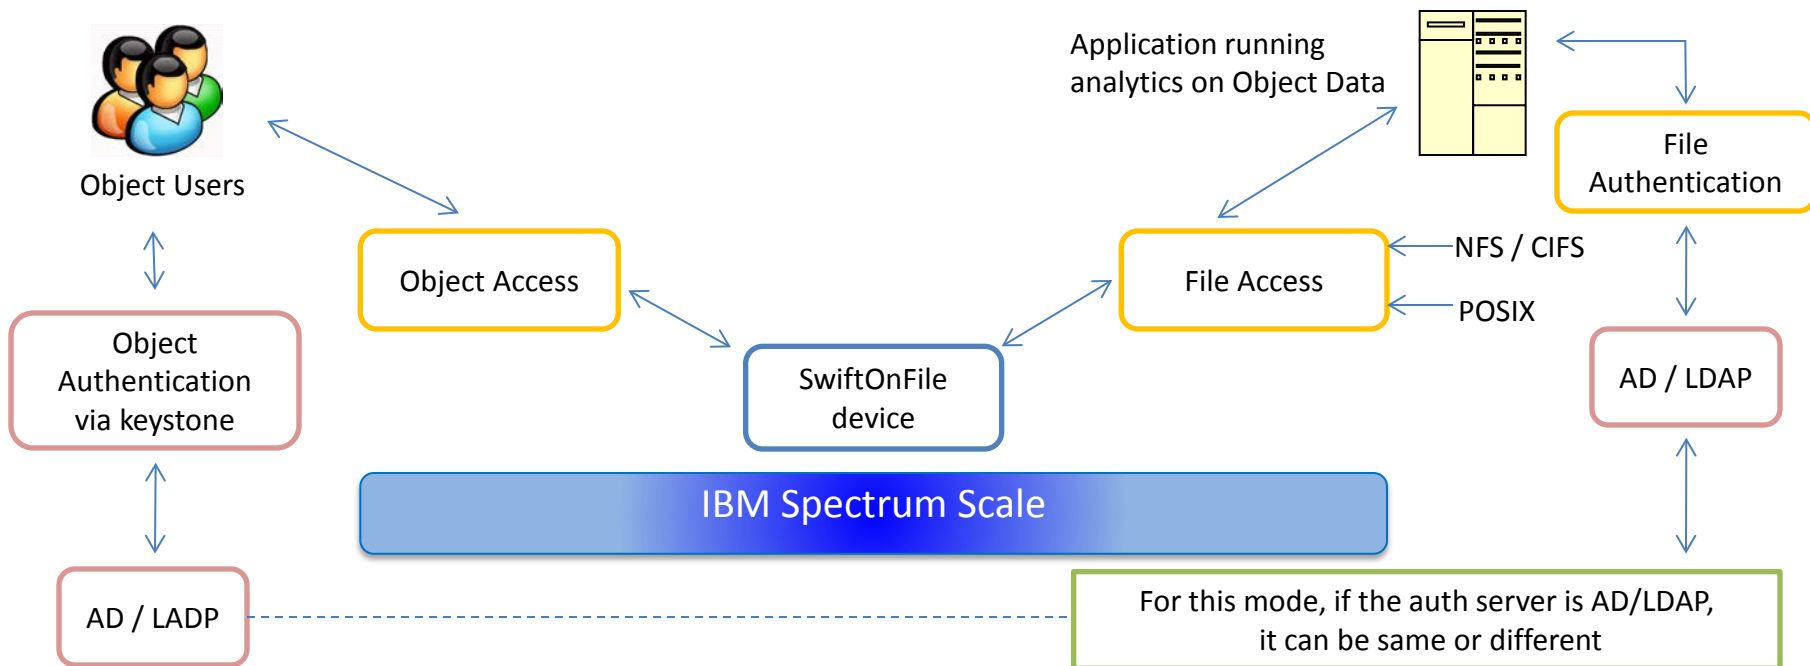 Application running
analytics on Object Data
Object Users
File
Authentication
Object Access
File Access
NFS / CIFS
POSIX
Object
Authentication
via keystone
SwiftOnFile
device
AD / LDAP
IBM Spectrum Scale
AD / LADP
For this mode, if the auth server is AD/LDAP,
it can be same or different